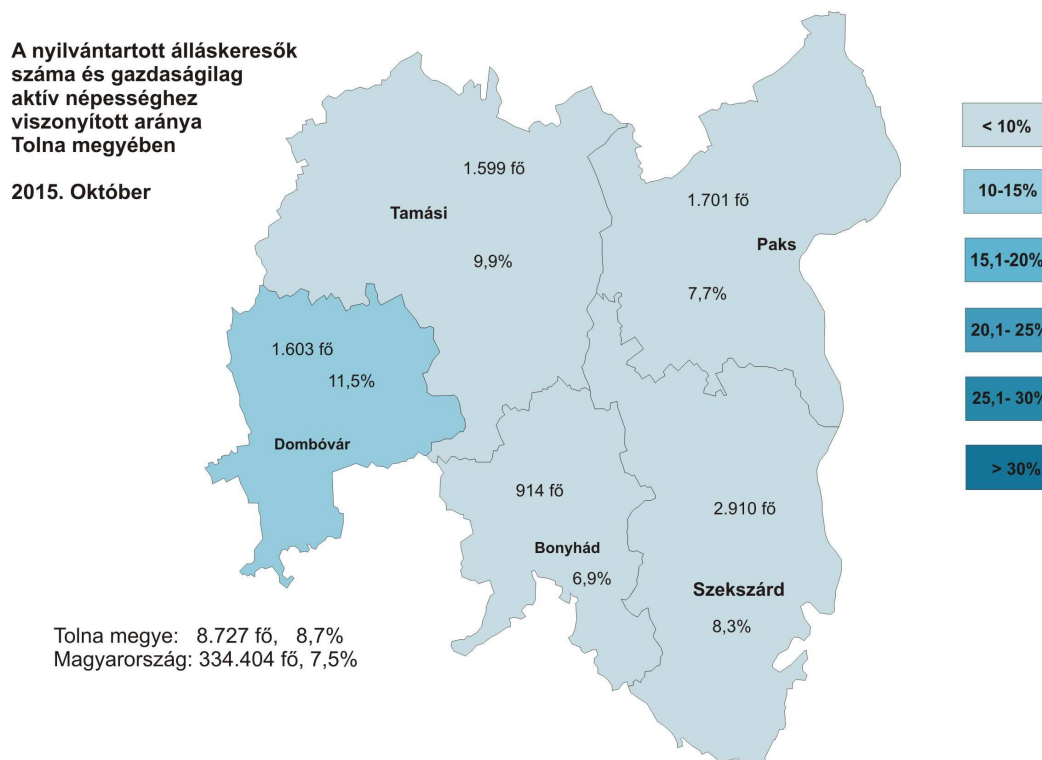 A nyilvántartott álláskeresők
száma és gazdaságilag
aktív népességhez
viszonyított aránya
Tolna megyében
2015. Október
1.599 fő
Tamási
9,9%
1.701 fő
Paks
7,7%
1.603 fő
11,5%
Dombóvár
914 fő
Bonyhád
6,9%
2.910 fő
Szekszárd
8,3%
Tolna megye: 8.727 fő, 8,7%
Magyarország: 334.404 fő, 7,5%
< 10%
10-15%
15,1-20%
20,1- 25%
25,1- 30%
> 30%